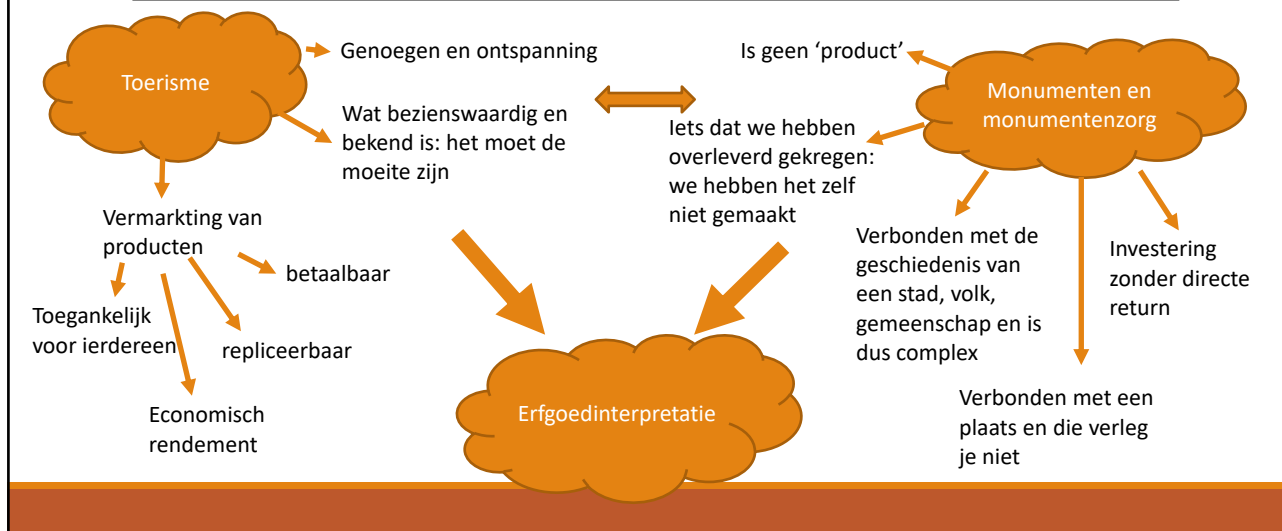 Toerisme
Genoegen en ontspanning
Wat bezienswaardig en
bekend is: het moet de
moeite zijn
Vermarkting van
producten
betaalbaar
Toegankelijk
voor ierdereen
repliceerbaar
Economisch
rendement
Is geen ‘product’
Monumenten en
monumentenzorg
Iets dat we hebben
overleverd gekregen:
we hebben het zelf
niet gemaakt
Verbonden met de
geschiedenis van
een stad, volk,
gemeenschap en is
dus complex
Investering
zonder directe
return
Verbonden met een
plaats en die verleg
je niet
Erfgoedinterpretatie